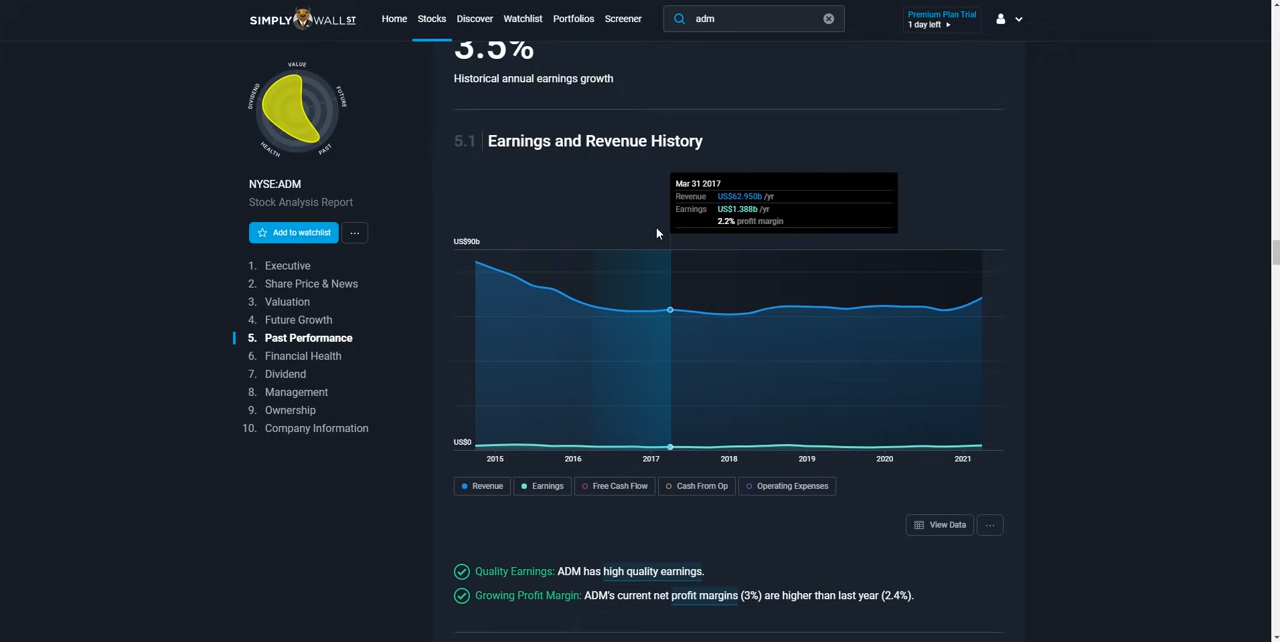 SIMPLY WALL ST
Home Stocks Discover Watchlist Portfolios Screener
adm
Premium Plan Trial
1 day left ▸
3.5%
Historical annual earnings growth
VALUE
FUTURE
PAST
HEALTH
DIVIDEND
NYSE:ADM
Stock Analysis Report
Add to watchlist
...
1. Executive
2. Share Price & News
3. Valuation
4. Future Growth
5. Past Performance
6. Financial Health
7. Dividend
8. Management
9. Ownership
10. Company Information
5.1 Earnings and Revenue History
Mar 31 2017
Revenue US$62.950b /yr
Earnings US$1.388b /yr
2.2% profit margin
US$90b
US$0
2015 2016 2017 2018 2019 2020 2021
Revenue Earnings Free Cash Flow Cash From Op Operating Expenses
View Data ...
Quality Earnings: ADM has high quality earnings.
Growing Profit Margin: ADM's current net profit margins (3%) are higher than last year (2.4%).